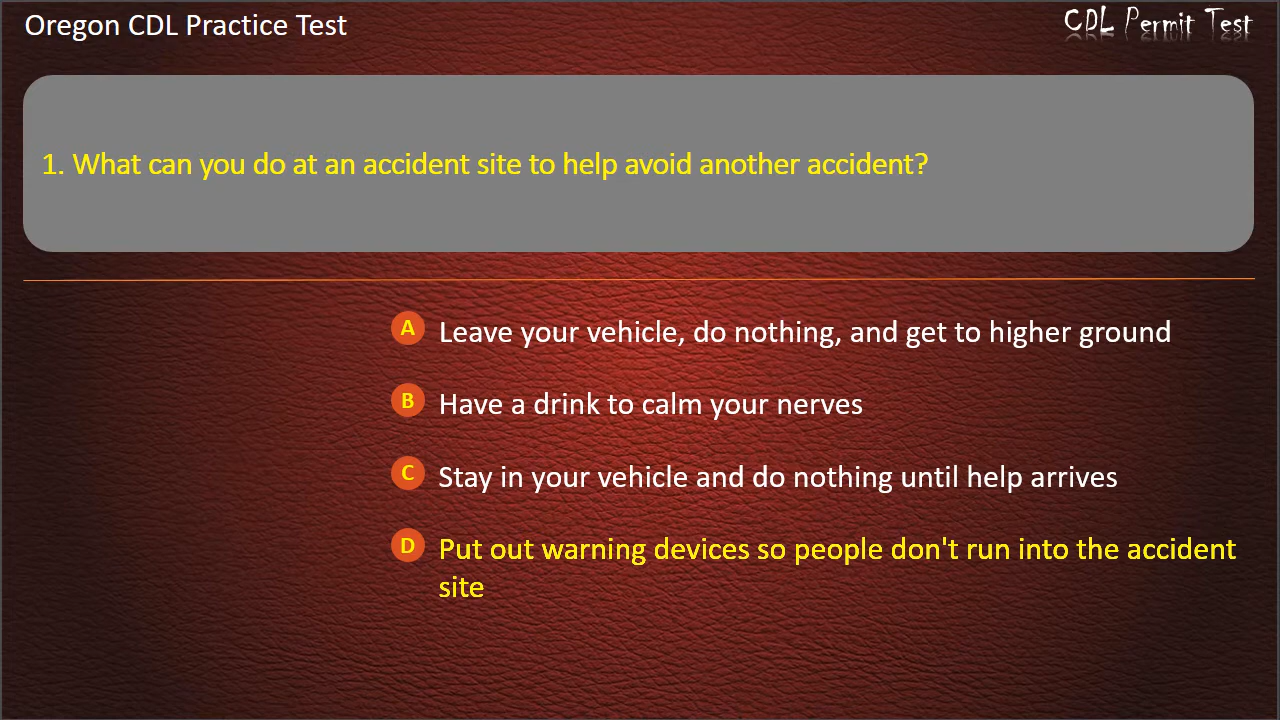 Oregon CDL Practice Test
CDL Permit Test
1. What can you do at an accident site to help avoid another accident?
A Leave your vehicle, do nothing, and get to higher ground
B Have a drink to calm your nerves
C Stay in your vehicle and do nothing until help arrives
D Put out warning devices so people don't run into the accident
site